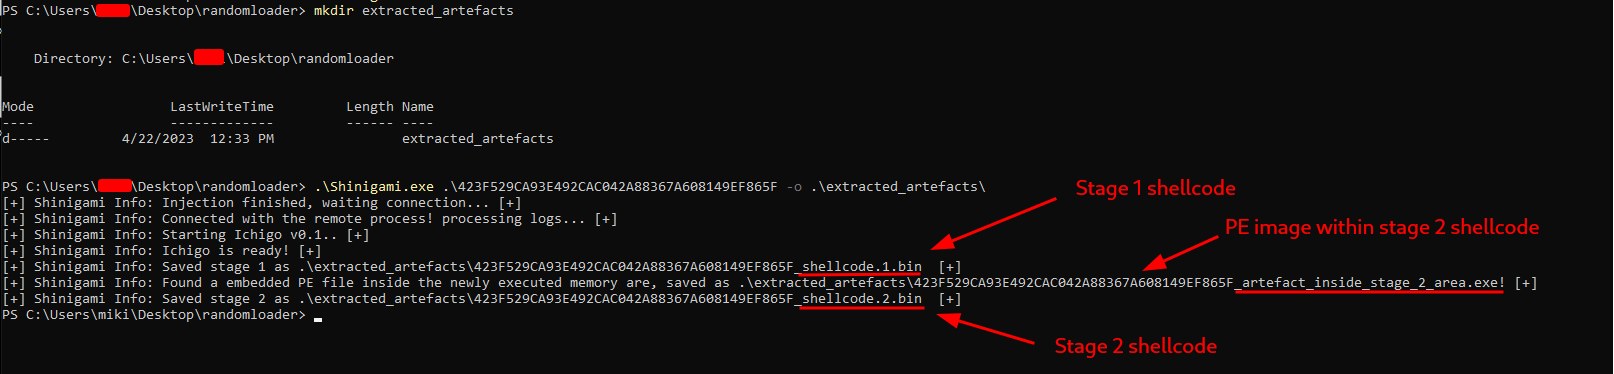 PS C:\Users\ \Desktop\randomloader> mkdir extracted_artefacts
Directory: C:\Users\ \Desktop\randomloader
Mode LastWriteTime Length Name
---- ------------- ------ ----
d----- 4/22/2023 12:33 PM extracted_artefacts
PS C:\Users\ \Desktop\randomloader> .\Shinigami.exe .\423F529CA93E492CAC042A88367A608149EF865F -o .\extracted_artefacts\
[+] Shinigami Info: Injection finished, waiting connection... [+]
Stage 1 shellcode
[+] Shinigami Info: Connected with the remote process! processing logs... [+]
PE image within stage 2 shellcode
[+] Shinigami Info: Starting Ichigo v0.1.. [+]
[+] Shinigami Info: Ichigo is ready! [+]
[+] Shinigami Info: Saved stage 1 as .\extracted_artefacts\423F529CA93E492CAC042A88367A608149EF865F_shellcode.1.bin [+]
[+] Shinigami Info: Found a embedded PE file inside the newly executed memory are, saved as .\extracted_artefacts\423F529CA93E492CAC042A88367A608149EF865F_artefact_inside_stage_2_area.exe! [+]
[+] Shinigami Info: Saved stage 2 as .\extracted_artefacts\423F529CA93E492CAC042A88367A608149EF865F_shellcode.2.bin [+]
PS C:\Users\miki\Desktop\randomloader>
Stage 2 shellcode